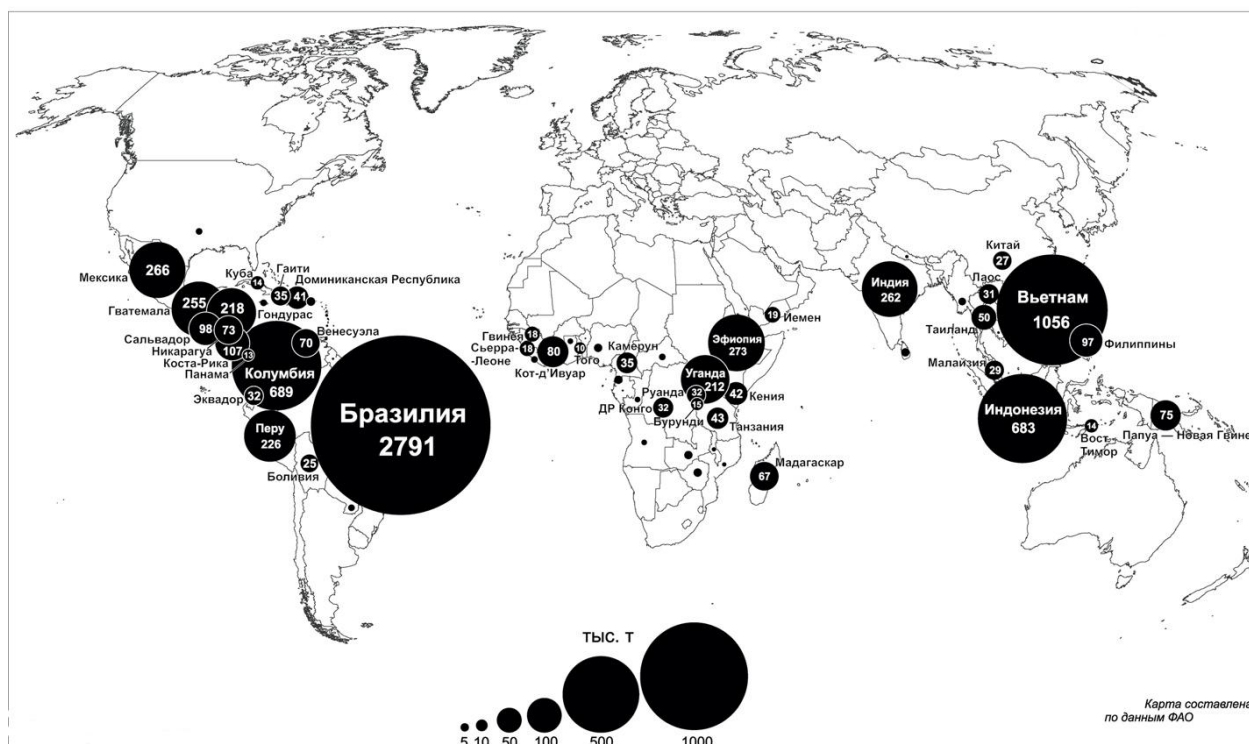 Мексика
266
Гватемала
255
218
Сальвадор
98
73
Никарагуá
107
Коста-Рика
13
Панама
Куба
14
Гаити
35
Доминиканская Республика
41
Гондурас
Венесуэла
70
Колумбия
689
Эквадор
32
Перу
226
Боливия
25
Бразилия
2791
Гвинея
18
Сьерра-
-Леоне
18
80
Кот-д’Ивуар
10
Того
Камерун
35
Эфиопия
273
Йемен
19
Уганда
212
Руанда
32
ДР Конго
32
Бурунди
15
42
Кения
43
Танзания
Мадагаскар
67
Индия
262
Китай
27
Лаос
31
Таиланд
50
Вьетнам
1056
97
Филиппины
Малайзия
29
Индонезия
683
14
Вост.
Тимор
75
Папуа — Новая Гвине
ТЫС. Т
5 10 50 100 500 1000
Карта составлена
по данным ФАО